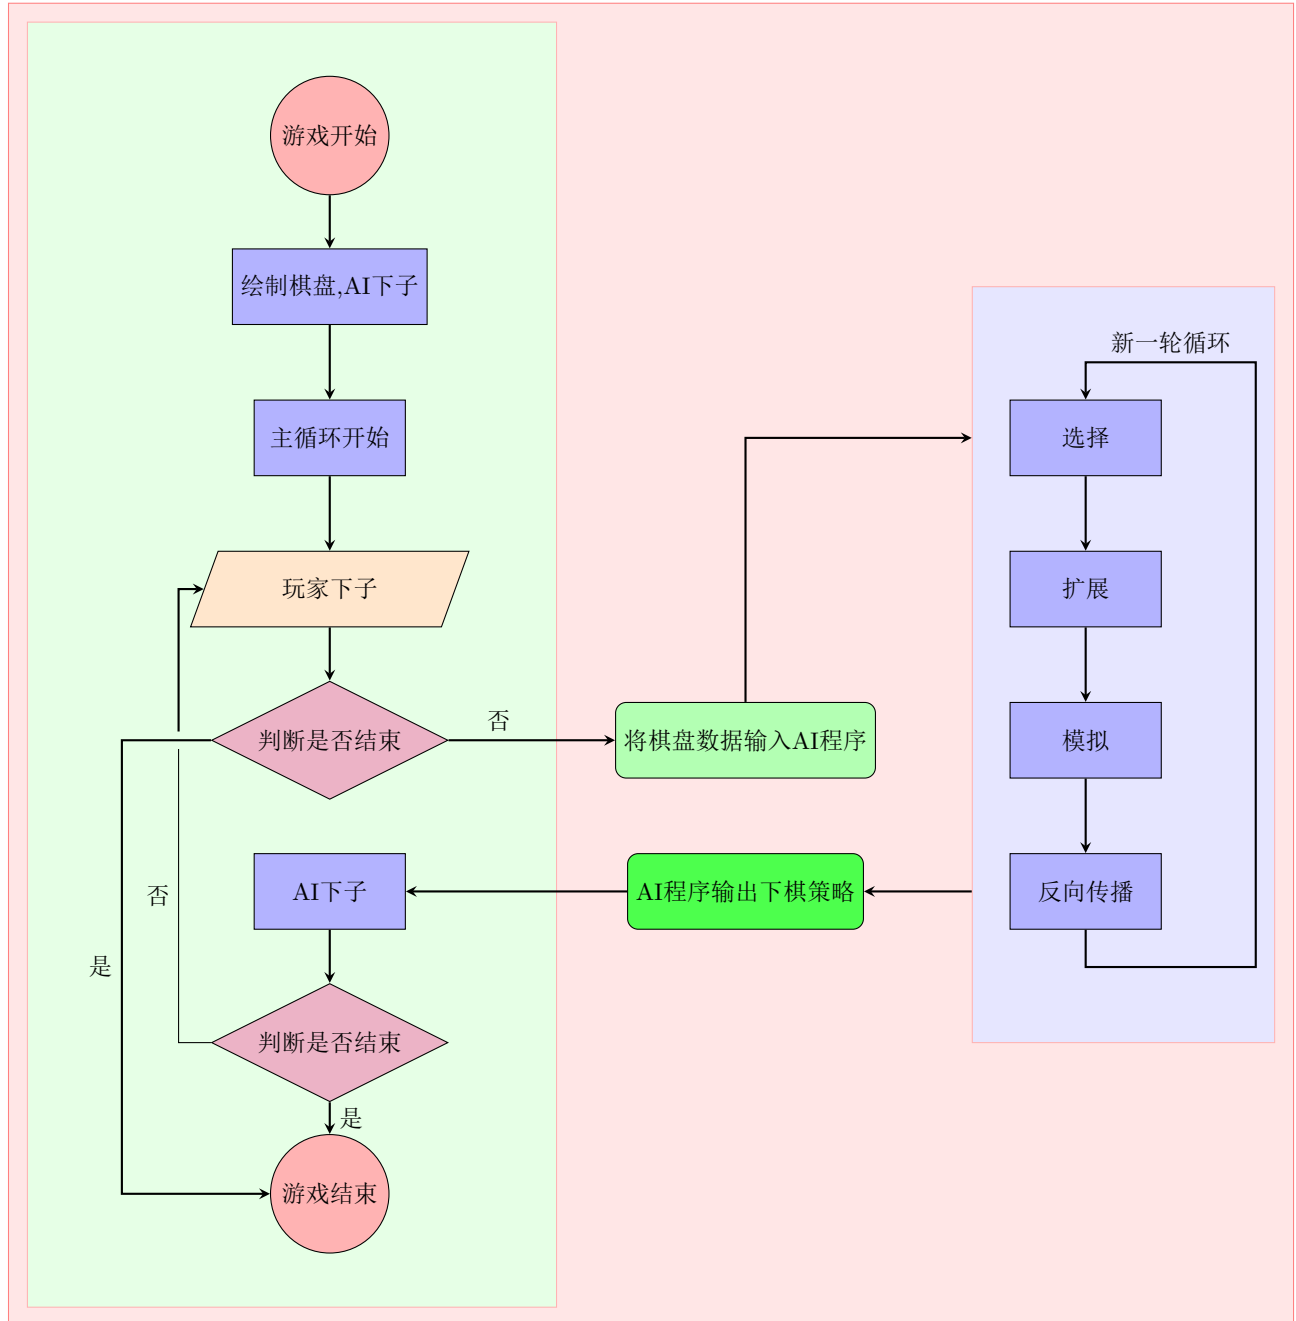 游戏开始
绘制棋盘,AI下子
主循环开始
玩家下子
判断是否结束
否
将棋盘数据输入AI程序
新一轮循环
选择
扩展
模拟
反向传播
AI程序输出下棋策略
AI下子
否
是
判断是否结束
是
游戏结束